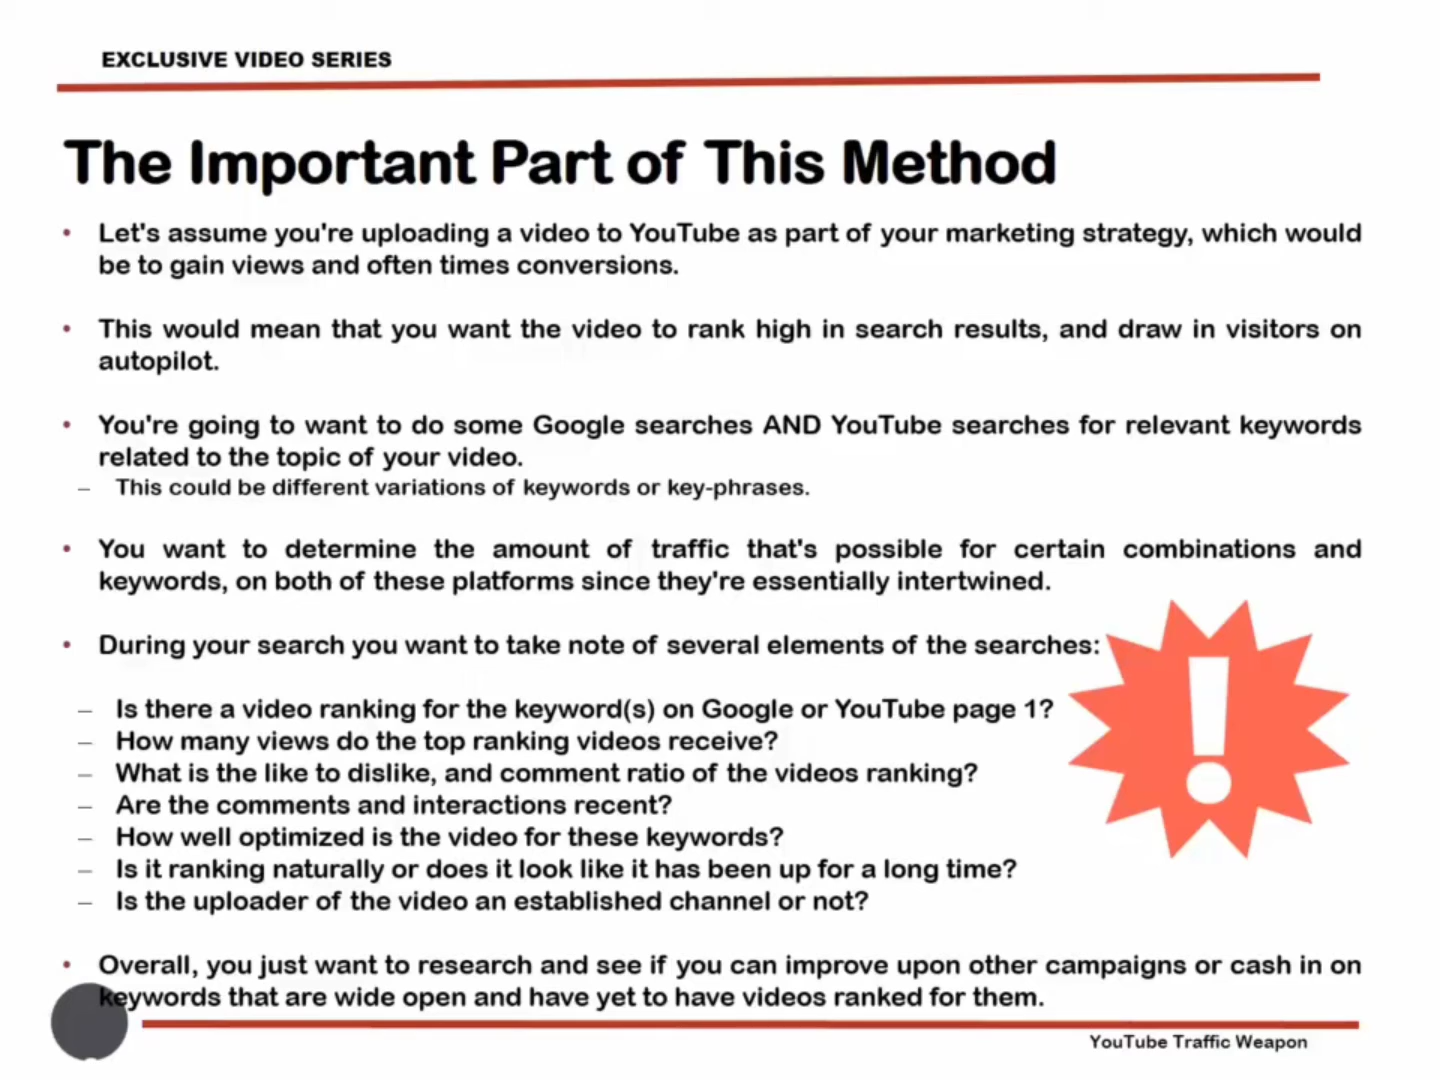 EXCLUSIVE VIDEO SERIES
The Important Part of This Method
• Let's assume you're uploading a video to YouTube as part of your marketing strategy, which would
be to gain views and often times conversions.
• This would mean that you want the video to rank high in search results, and draw in visitors on
autopilot.
• You're going to want to do some Google searches AND YouTube searches for relevant keywords
related to the topic of your video.
– This could be different variations of keywords or key-phrases.
• You want to determine the amount of traffic that's possible for certain combinations and
keywords, on both of these platforms since they're essentially intertwined.
• During your search you want to take note of several elements of the searches:
– Is there a video ranking for the keyword(s) on Google or YouTube page 1?
– How many views do the top ranking videos receive?
– What is the like to dislike, and comment ratio of the videos ranking?
– Are the comments and interactions recent?
– How well optimized is the video for these keywords?
– Is it ranking naturally or does it look like it has been up for a long time?
– Is the uploader of the video an established channel or not?
• Overall, you just want to research and see if you can improve upon other campaigns or cash in on
keywords that are wide open and have yet to have videos ranked for them.
YouTube Traffic Weapon